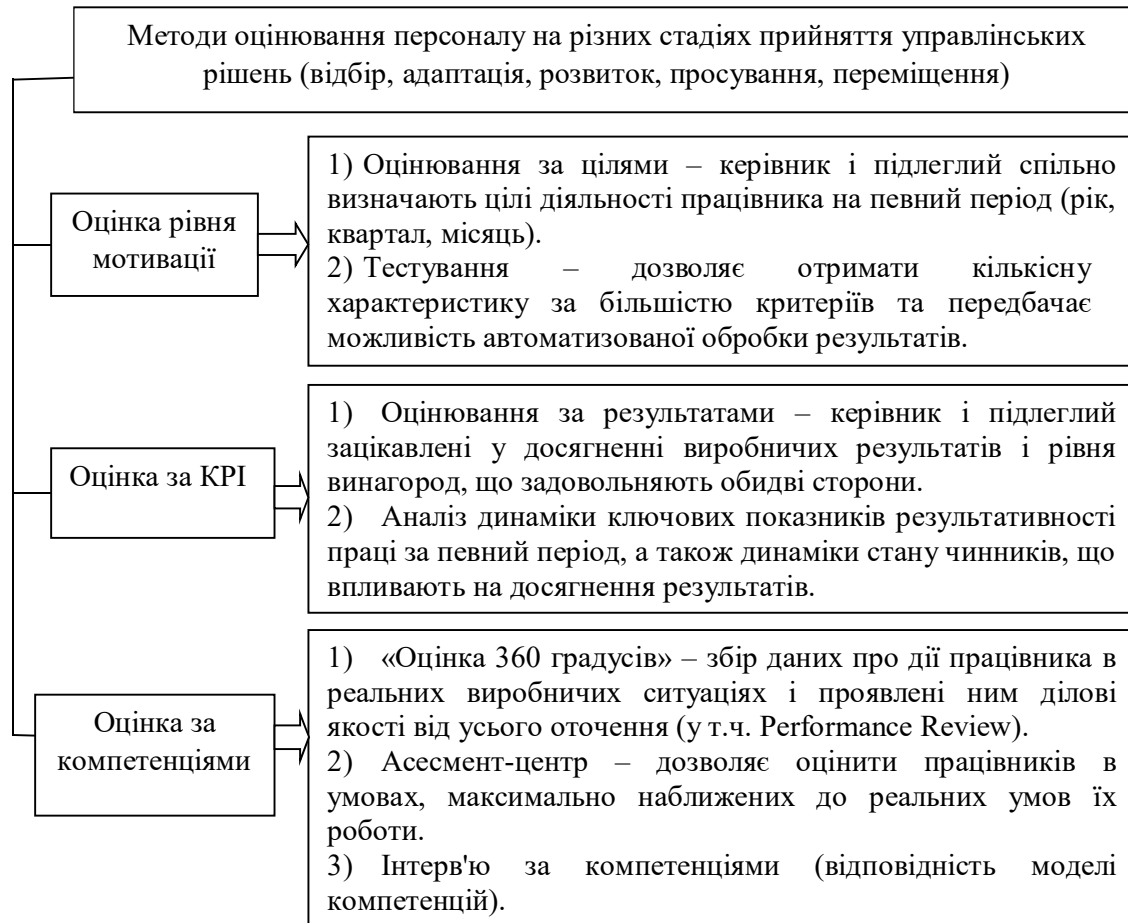 Методи оцінювання персоналу на різних стадіях прийняття управлінських
рішень (відбір, адаптація, розвиток, просування, переміщення)
Оцінка рівня
мотивації
1) Оцінювання за цілями – керівник і підлеглий спільно
визначають цілі діяльності працівника на певний період (рік,
квартал, місяць).
2) Тестування – дозволяє отримати кількісну
характеристику за більшістю критеріїв та передбачає
можливість автоматизованої обробки результатів.
Оцінка за КРІ
1) Оцінювання за результатами – керівник і підлеглий
зацікавлені у досягненні виробничих результатів і рівня
винагород, що задовольняють обидві сторони.
2) Аналіз динаміки ключових показників результативності
праці за певний період, а також динаміки стану чинників, що
впливають на досягнення результатів.
Оцінка за
компетенціями
1) «Оцінка 360 градусів» – збір даних про дії працівника в
реальних виробничих ситуаціях і проявлені ним ділові
якості від усього оточення (у т.ч. Performance Review).
2) Асесмент-центр – дозволяє оцінити працівників в
умовах, максимально наближених до реальних умов їх
роботи.
3) Інтерв'ю за компетенціями (відповідність моделі
компетенцій).